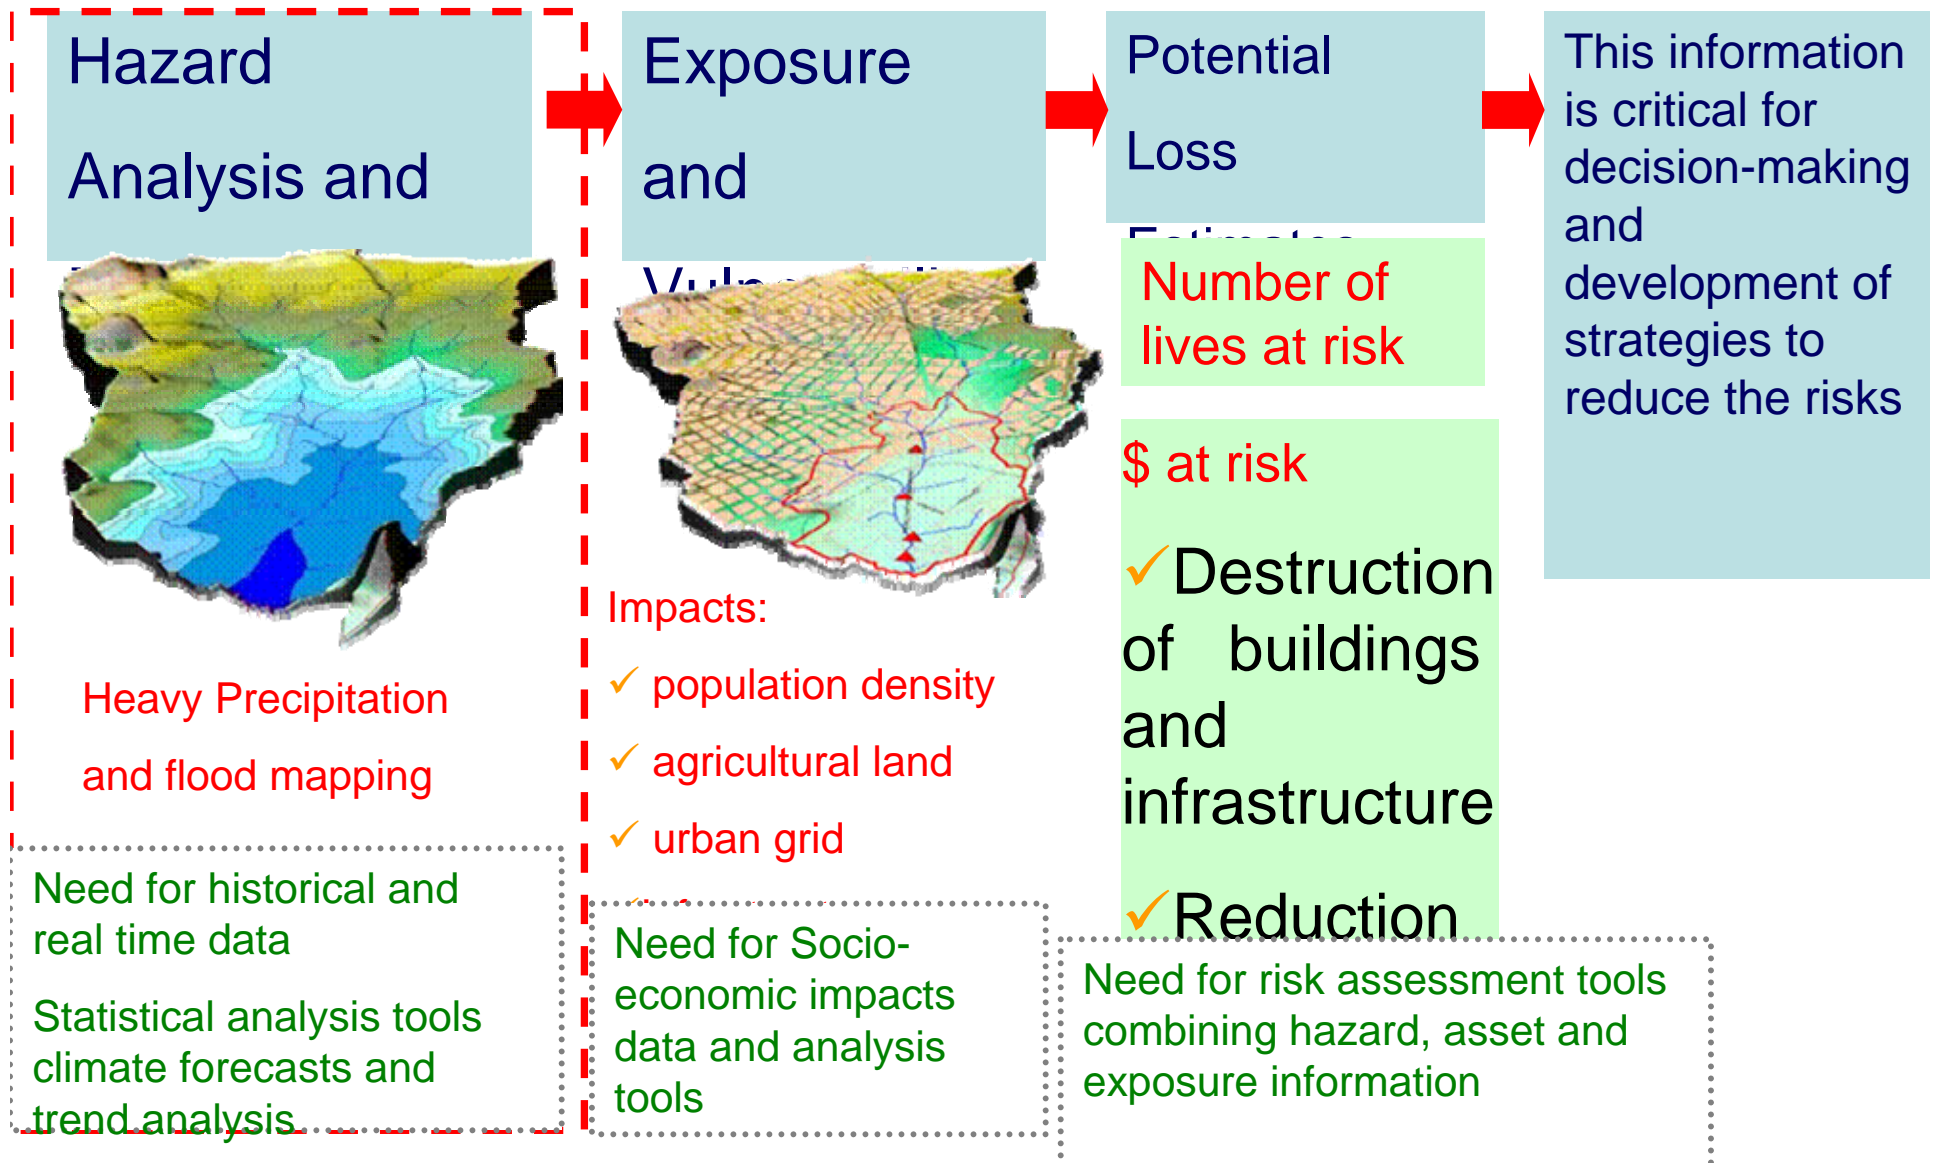 Hazard
Analysis and
Heavy Precipitation
and flood mapping
Need for historical and
real time data
Statistical analysis tools
climate forecasts and
trend analysis
Exposure
and
Impacts:
✓ population density
✓ agricultural land
✓ urban grid
Need for Socio-
economic impacts
data and analysis
tools
Potential
Loss
Estimates
Number of
lives at risk
$ at risk
✓Destruction
of buildings
and
infrastructure
✓Reduction
Need for risk assessment tools
combining hazard, asset and
exposure information
This information
is critical for
decision-making
and
development of
strategies to
reduce the risks